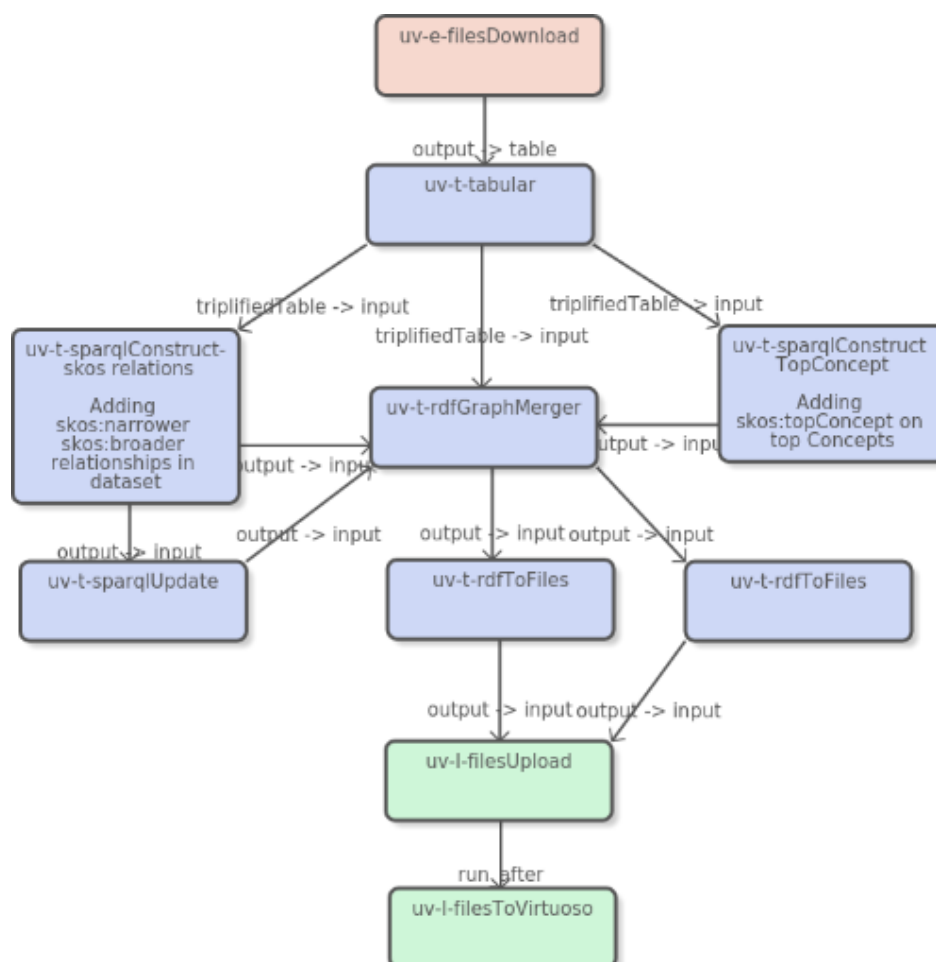 uv-e-filesDownload
output -> table
uv-t-tabular
triplifiedTable -> input
triplifiedTable -> input
triplifiedTable -> input
uv-t-sparqlConstruct-
skos relations
Adding
skos:narrower
skos:broader
relationships in
dataset
uv-t-sparqlConstruct
TopConcept
Adding
skos:topConcept on
top Concepts
uv-t-rdfGraphMerger
output -> input
output -> input
output -> input
output -> input
output -> input
output -> input
uv-t-sparqlUpdate
uv-t-rdfToFiles
uv-t-rdfToFiles
output -> input
output -> input
uv-l-filesUpload
run after
uv-l-filesToVirtuoso